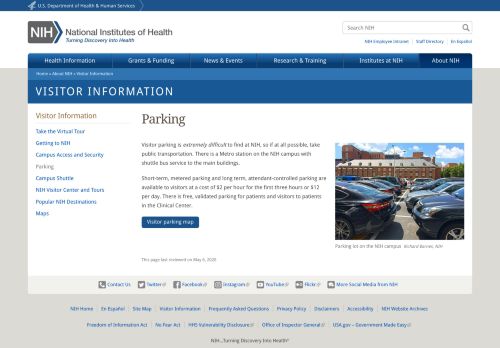 U.S. Department of Health & Human Services
NIH National Institutes of Health
Turning Discovery Into Health
Search NIH
NIH Employee Intranet
Staff Directory
En Español
Health Information
Grants & Funding
News & Events
Research & Training
Institutes at NIH
About NIH
Home » About NIH » Visitor Information
VISITOR INFORMATION
Visitor Information
Take the Virtual Tour
Getting to NIH
Campus Access and Security
Parking
Campus Shuttle
NIH Visitor Center and Tours
Popular NIH Destinations
Maps
Parking
Visitor parking is extremely difficult to find at NIH, so if at all possible, take
public transportation. There is a Metro station on the NIH campus with
shuttle bus service to the main buildings.
Short-term, metered parking and long term, attendant-controlled parking
are available to visitors at a cost of $2 per hour for the first three hours or $12
per day. There is free, validated parking for patients and visitors to patients
in the Clinical Center.
Visitor parking map
Parking lot on the NIH campus Richard Barnes, NIH
This page last reviewed on May 6, 2020
Contact Us
Twitter
Facebook
Instagram
YouTube
Flickr
More Social Media from NIH
NIH Home
En Español
Site Map
Visitor Information
Frequently Asked Questions
Privacy Policy
Disclaimers
Accessibility
NIH Website Archives
Freedom of Information Act
No Fear Act
HHS Vulnerability Disclosure
Office of Inspector General
USA.gov – Government Made Easy
NIH...Turning Discovery Into Health®